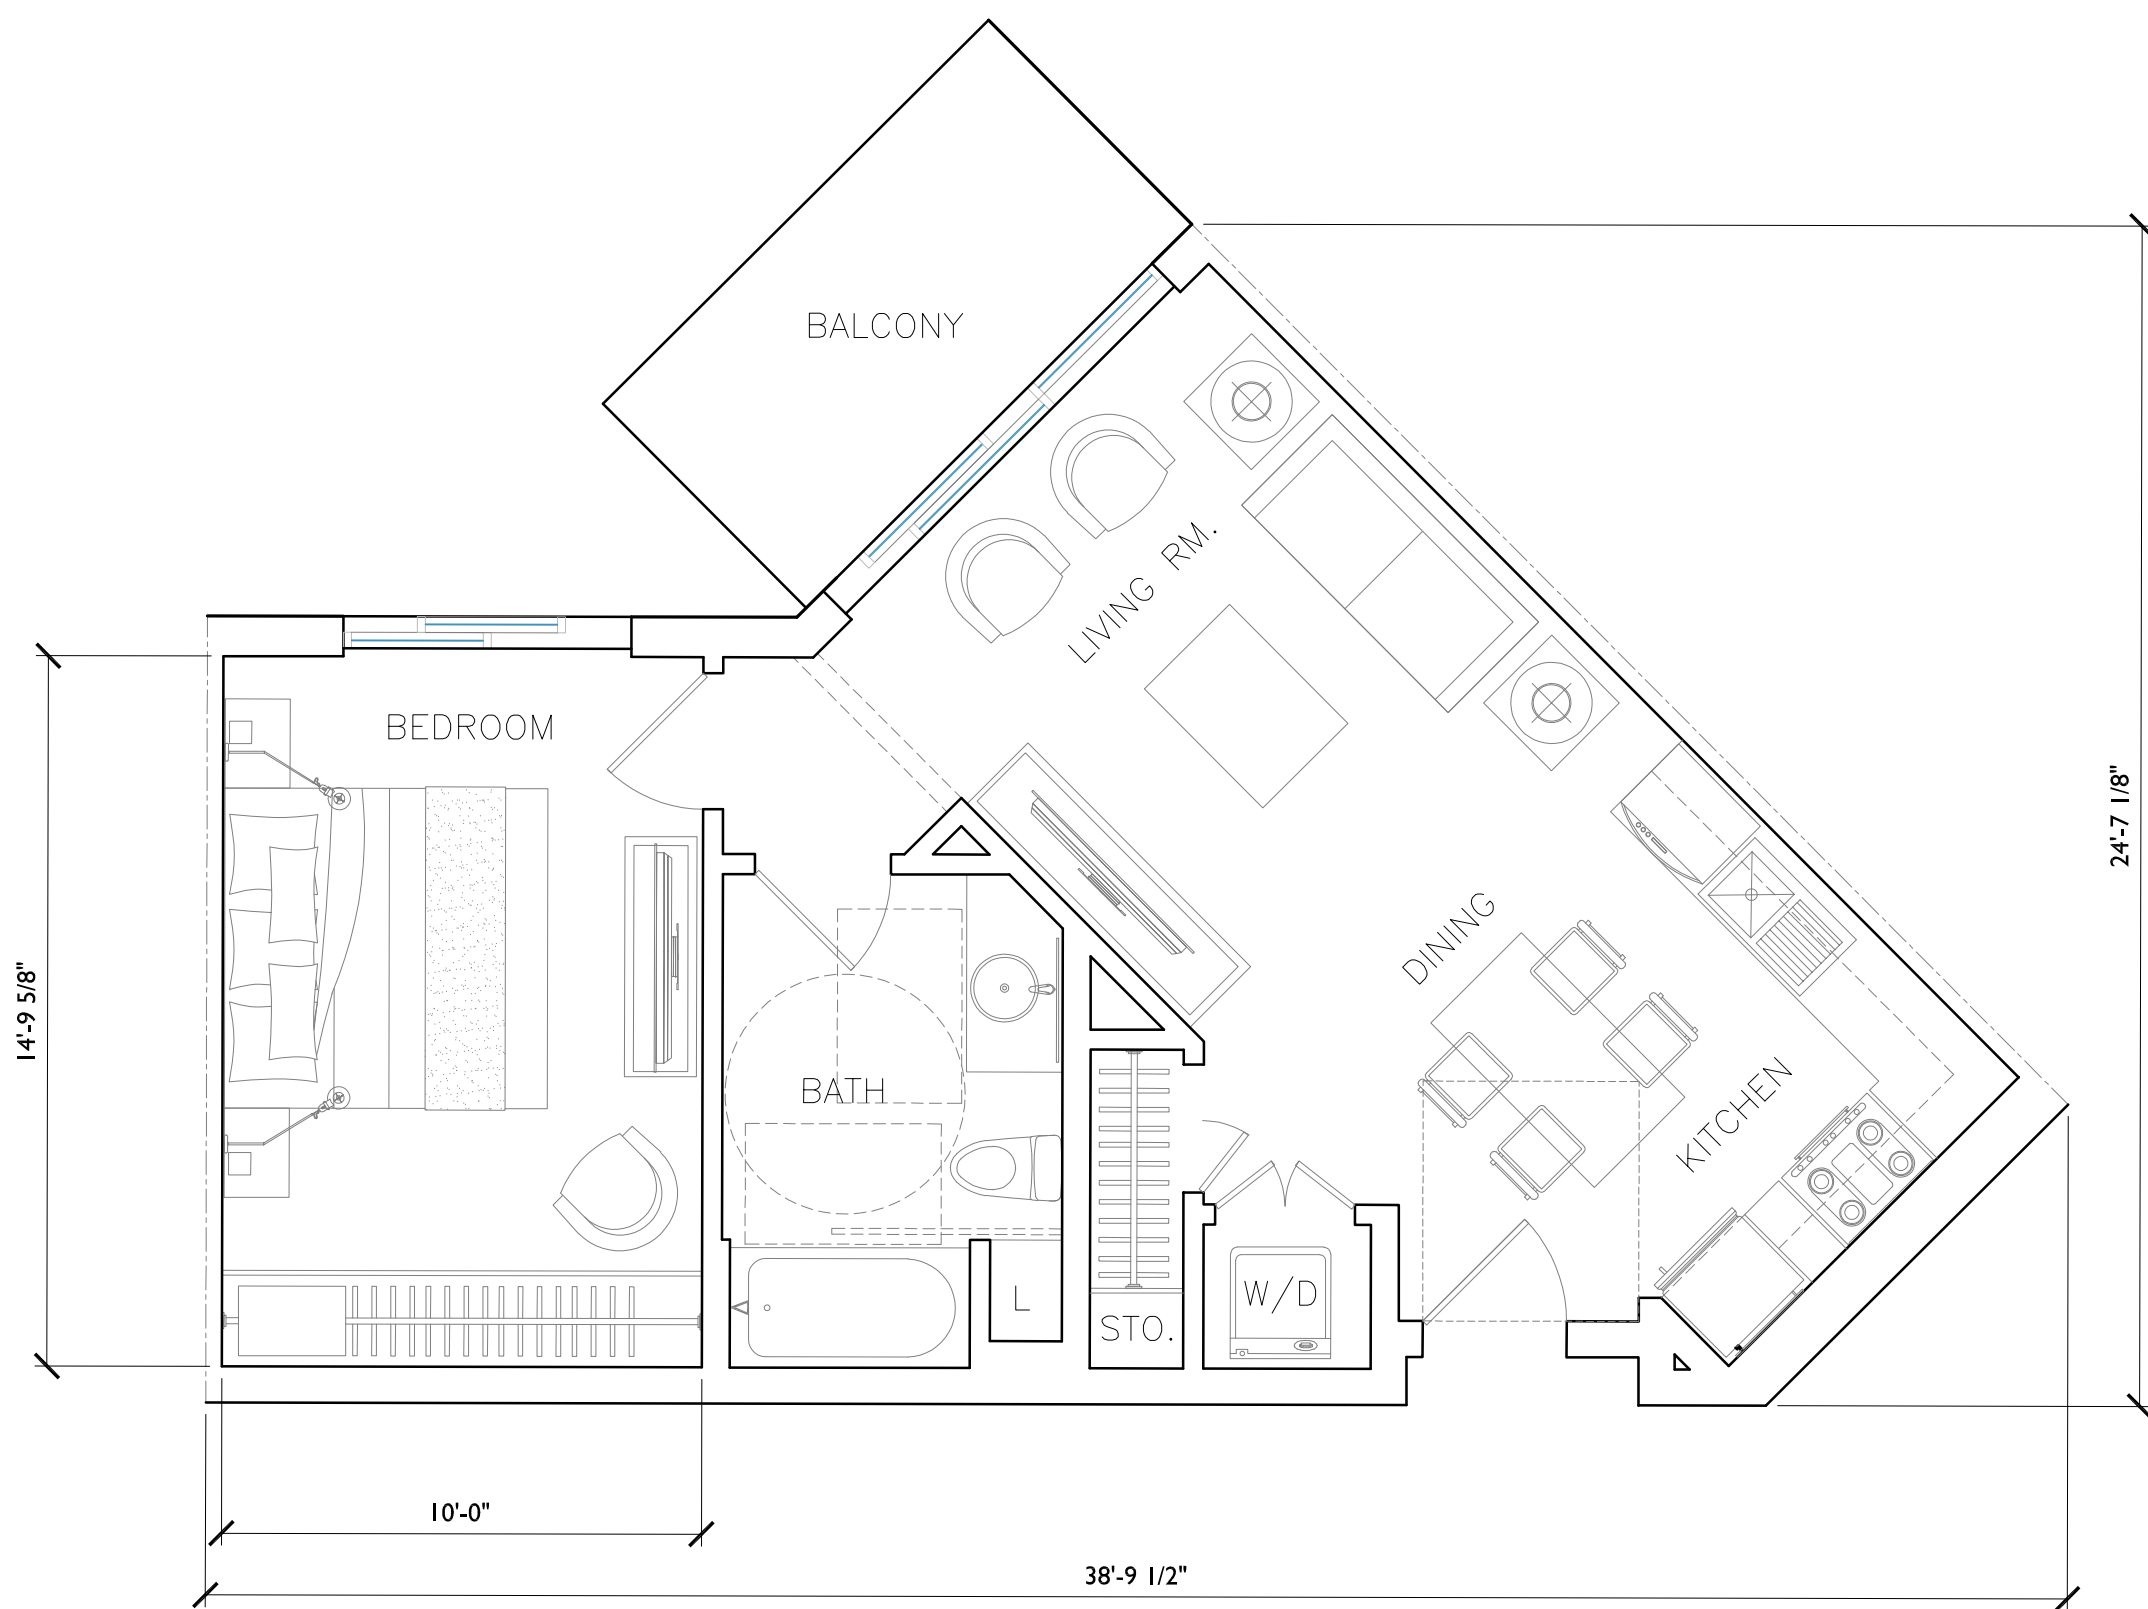 BALCONY
LIVING RM.
BEDROOM
14'-9 5/8"
24'-7 1/8"
DINING
BATH
KITCHEN
L
STO.
W/D
10'-0"
38'-9 1/2"